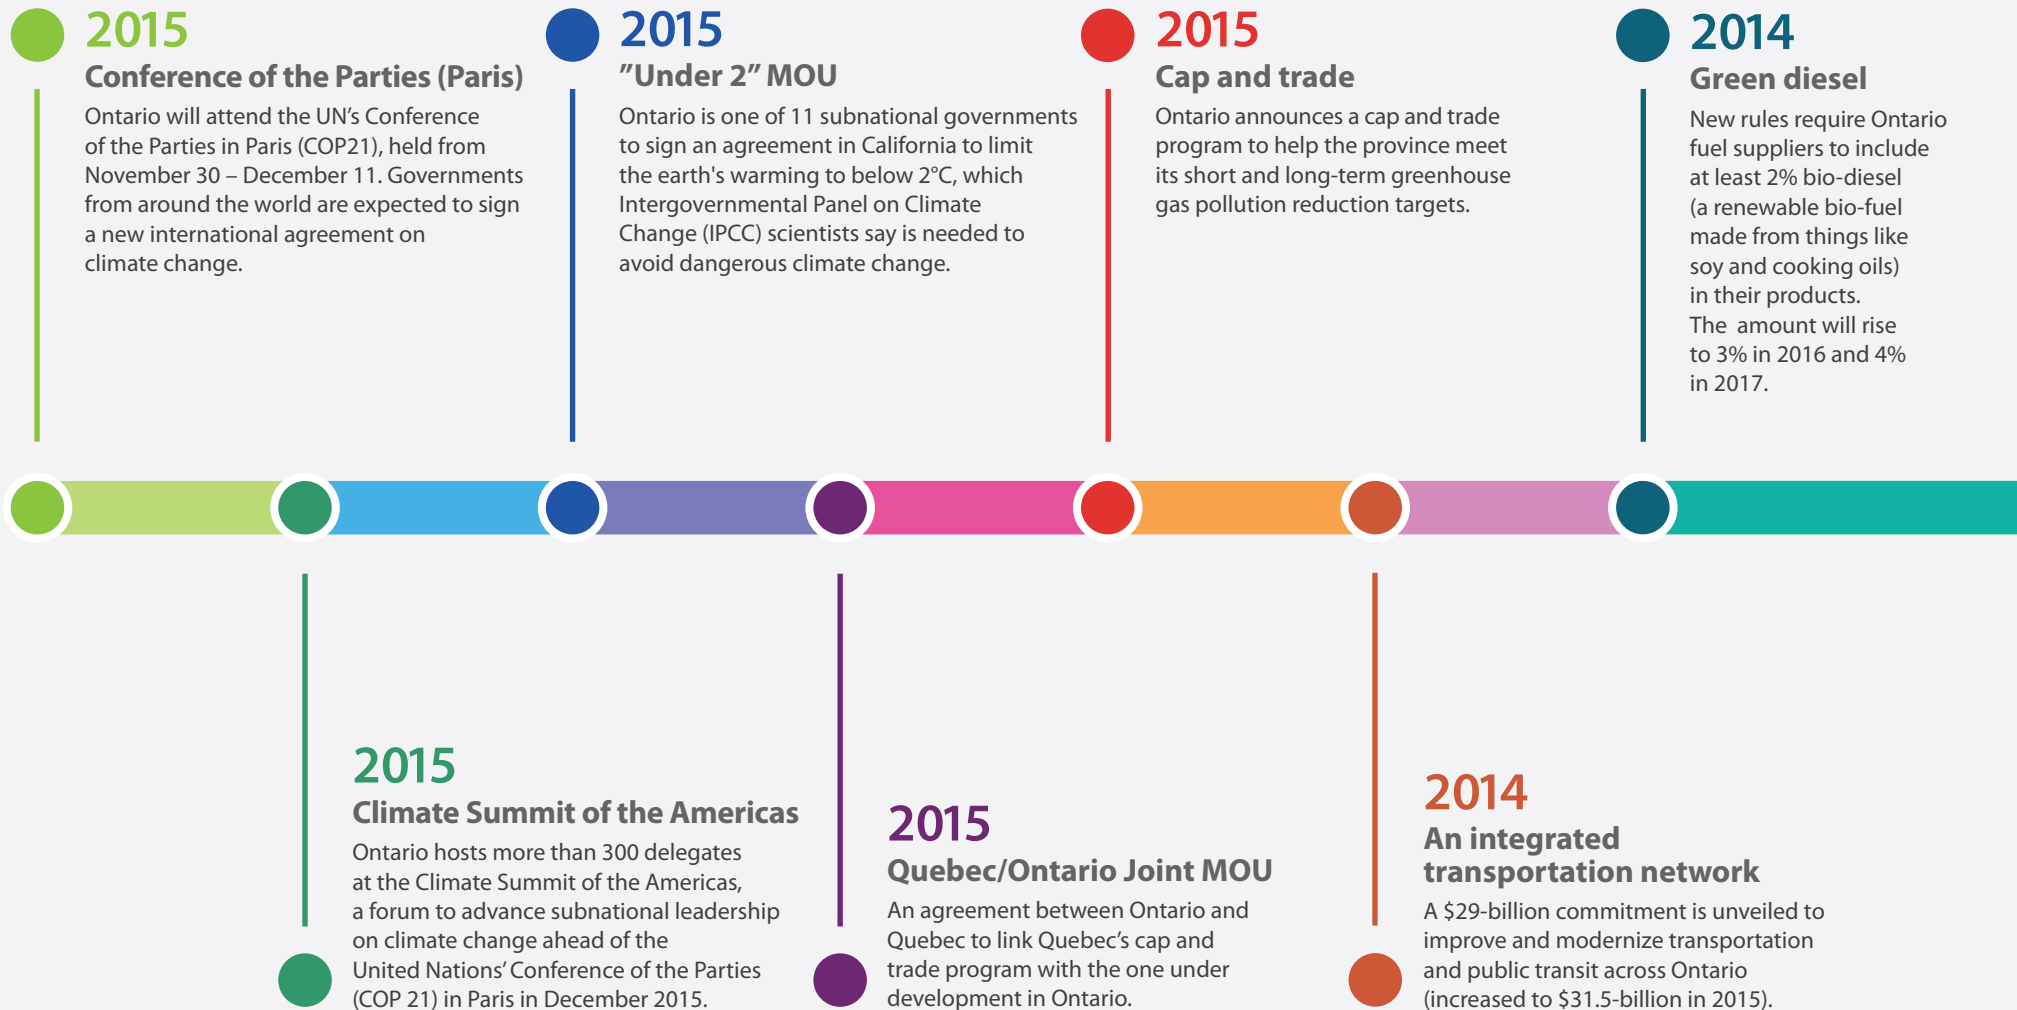 2015
Conference of the Parties (Paris)
Ontario will attend the UN’s Conference
of the Parties in Paris (COP21), held from
November 30 – December 11. Governments
from around the world are expected to sign
a new international agreement on
climate change.
2015
”Under 2” MOU
Ontario is one of 11 subnational governments
to sign an agreement in California to limit
the earth's warming to below 2°C, which
Intergovernmental Panel on Climate
Change (IPCC) scientists say is needed to
avoid dangerous climate change.
2015
Cap and trade
Ontario announces a cap and trade
program to help the province meet
its short and long-term greenhouse
gas pollution reduction targets.
2014
Green diesel
New rules require Ontario
fuel suppliers to include
at least 2% bio-diesel
(a renewable bio-fuel
made from things like
soy and cooking oils)
in their products.
The  amount will rise
to 3% in 2016 and 4%
in 2017.
2015
Climate Summit of the Americas
Ontario hosts more than 300 delegates
at the Climate Summit of the Americas,
a forum to advance subnational leadership
on climate change ahead of the
United Nations’ Conference of the Parties
(COP 21) in Paris in December 2015.
2015
Quebec/Ontario Joint MOU
An agreement between Ontario and
Quebec to link Quebec’s cap and
trade program with the one under
development in Ontario.
2014
An integrated
transportation network
A $29-billion commitment is unveiled to
improve and modernize transportation
and public transit across Ontario
(increased to $31.5-billion in 2015).